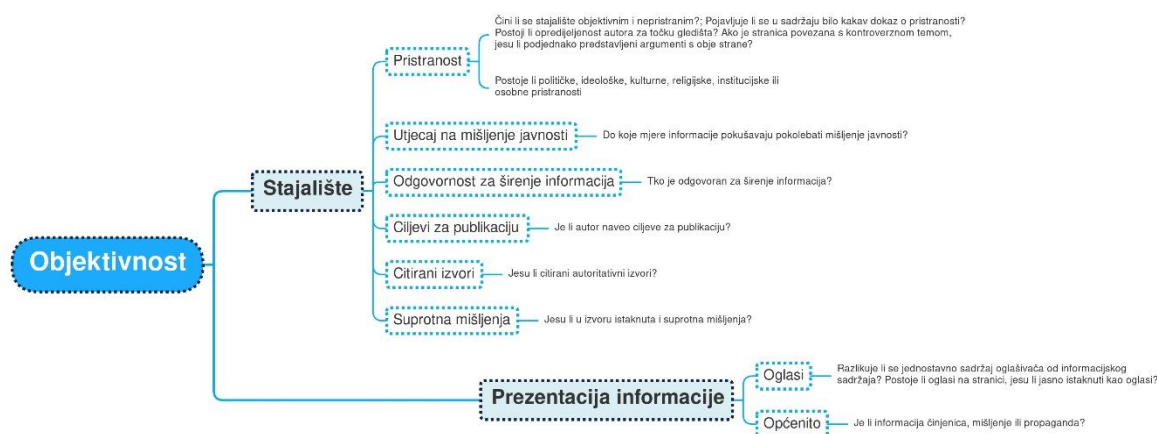 Objektivnost
Stajalište
Pristranost
Čini li se stajalište objektivnim i nepristranim?; Pojavljuje li se u sadržaju bilo kakav dokaz o pristranosti?
Postoji li opredijeljenost autora za točku gledišta? Ako je stranica povezana s kontroverznom temom,
jesu li podjednako predstavljeni argumenti s obje strane?
Postoje li političke, ideološke, kulturne, religijske, institucijske ili
osobne pristranosti
Utjecaj na mišljenje javnosti
Do koje mjere informacije pokušavaju pokolebati mišljenje javnosti?
Odgovornost za širenje informacija
Tko je odgovoran za širenje informacija?
Ciljevi za publikaciju
Je li autor naveo ciljeve za publikaciju?
Citirani izvori
Jesu li citirani autoritativni izvori?
Suprotna mišljenja
Jesu li u izvoru istaknuta i suprotna mišljenja?
Prezentacija informacije
Oglasi
Razlikuje li se jednostavno sadržaj oglašivača od informacijskog
sadržaja? Postoje li oglasi na stranici, jesu li jasno istaknuti kao oglasi?
Općenito
Je li informacija činjenica, mišljenje ili propaganda?